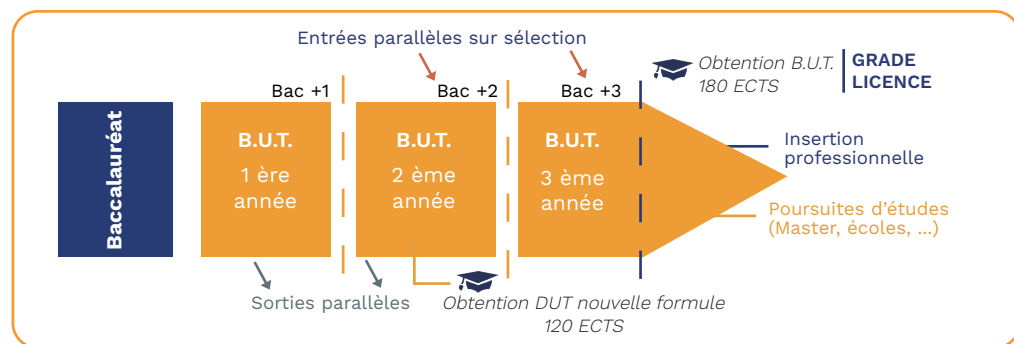 Entrées parallèles sur sélection
Obtention B.U.T.
180 ECTS
GRADE
LICENCE
Bac +1
Bac +2
Bac +3
Baccalauréat
B.U.T.
1 ère
année
B.U.T.
2 ème
année
B.U.T.
3 ème
année
Insertion
professionnelle
Poursuites d'études
(Master, écoles, ...)
Sorties parallèles
Obtention DUT nouvelle formule
120 ECTS